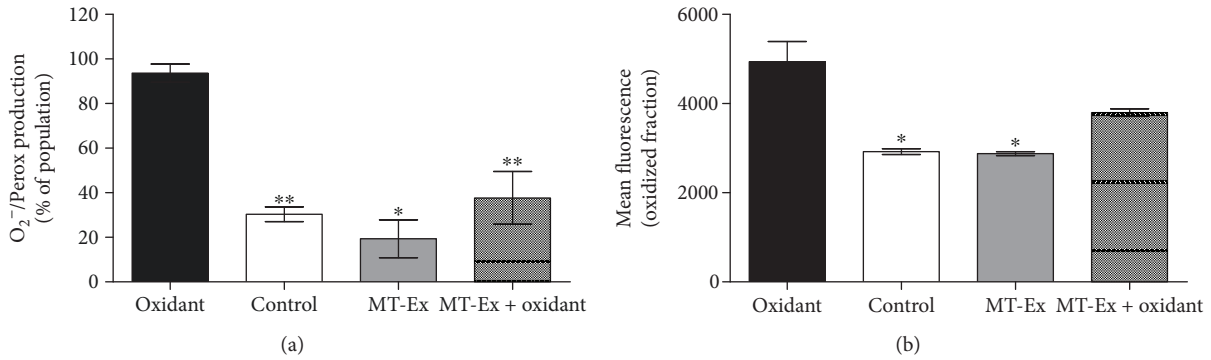 O₂⁻/Perox production
(% of population)
120
100
80
60
40
20
0
**
*
**
Oxidant
Control
MT-Ex
MT-Ex + oxidant
(a)
Mean fluorescence
(oxidized fraction)
6000
4000
2000
0
*
*
Oxidant
Control
MT-Ex
MT-Ex + oxidant
(b)